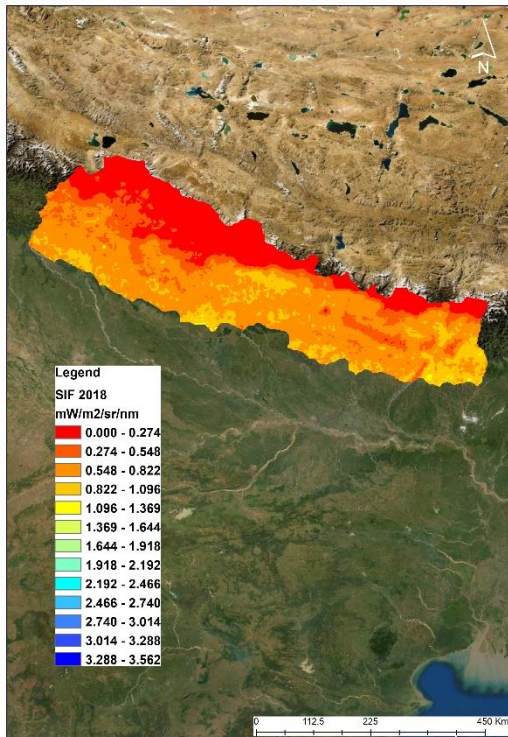 N
Legend
SIF 2018
mW/m2/sr/nm
0.000 - 0.274
0.274 - 0.548
0.548 - 0.822
0.822 - 1.096
1.096 - 1.369
1.369 - 1.644
1.644 - 1.918
1.918 - 2.192
2.192 - 2.466
2.466 - 2.740
2.740 - 3.014
3.014 - 3.288
3.288 - 3.562
0 112.5 225 450 Km